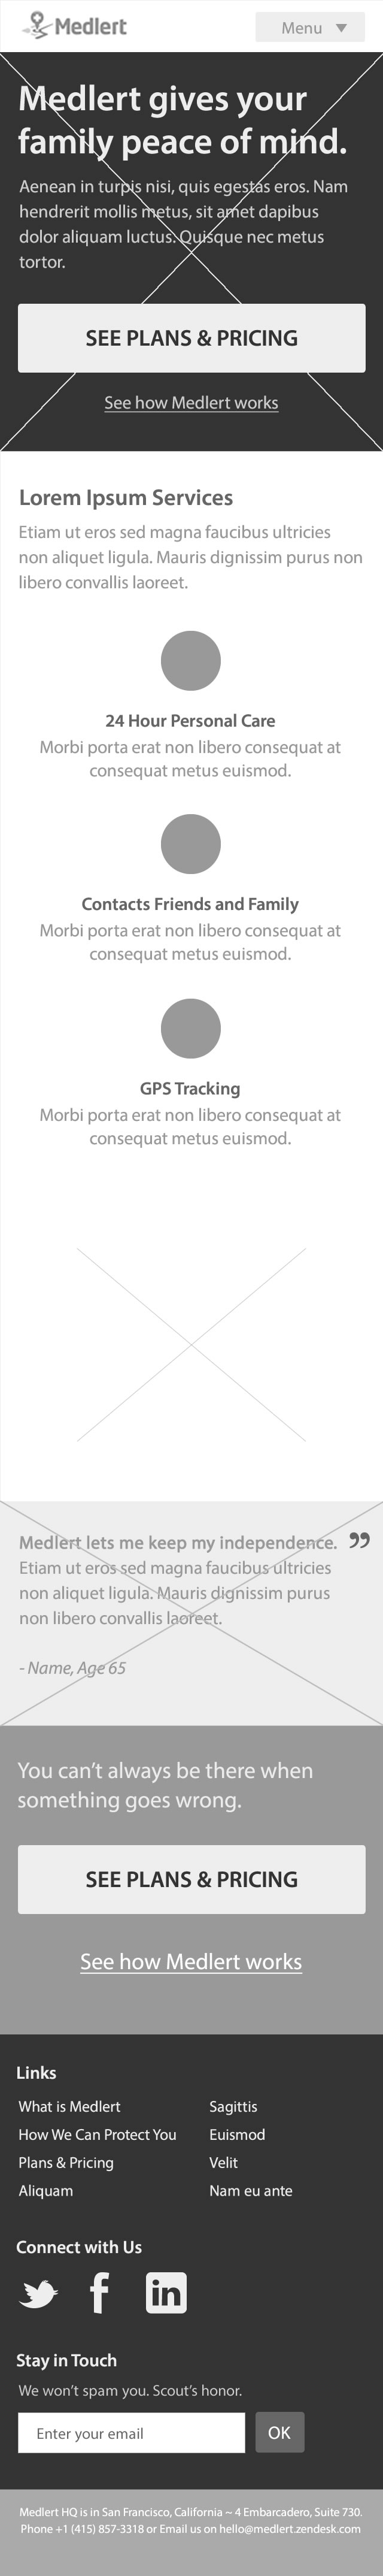 Medlert
Menu
Medlert gives your
family peace of mind.
Aenean in turpis nisi, quis egestas eros. Nam
hendrerit mollis metus, sit amet dapibus
dolor aliquam luctus. Quisque nec metus
tortor.
SEE PLANS & PRICING
See how Medlert works
Lorem Ipsum Services
Etiam ut eros sed magna faucibus ultricies
non aliquet ligula. Mauris dignissim purus non
libero convallis laoreet.
24 Hour Personal Care
Morbi porta erat non libero consequat at
consequat metus euismod.
Contacts Friends and Family
Morbi porta erat non libero consequat at
consequat metus euismod.
GPS Tracking
Morbi porta erat non libero consequat at
consequat metus euismod.
Medlert lets me keep my independence. ”
Etiam ut eros sed magna faucibus ultricies
non aliquet ligula. Mauris dignissim purus
non libero convallis laoreet.
- Name, Age 65
You can’t always be there when
something goes wrong.
SEE PLANS & PRICING
See how Medlert works
Links
What is Medlert
How We Can Protect You
Plans & Pricing
Aliquam
Sagittis
Euismod
Velit
Nam eu ante
Connect with Us
f
in
Stay in Touch
We won’t spam you. Scout’s honor.
Enter your email
OK
Medlert HQ is in San Francisco, California ~ 4 Embarcadero, Suite 730.
Phone +1 (415) 857-3318 or Email us on hello@medlert.zendesk.com